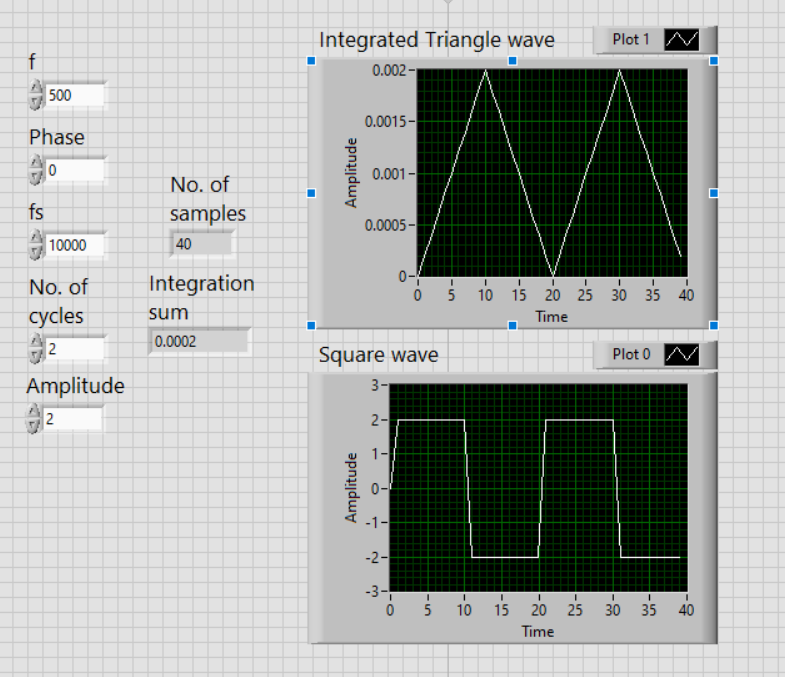 f
500
Phase
0
fs
10000
No. of
cycles
2
Amplitude
2
No. of
samples
40
Integration
sum
0.0002
Integrated Triangle wave
Plot 1
Amplitude
0.002
0.0015
0.001
0.0005
0
0 5 10 15 20 25 30 35 40
Time
Square wave
Plot 0
Amplitude
3
2
1
0
-1
-2
-3
0 5 10 15 20 25 30 35 40
Time